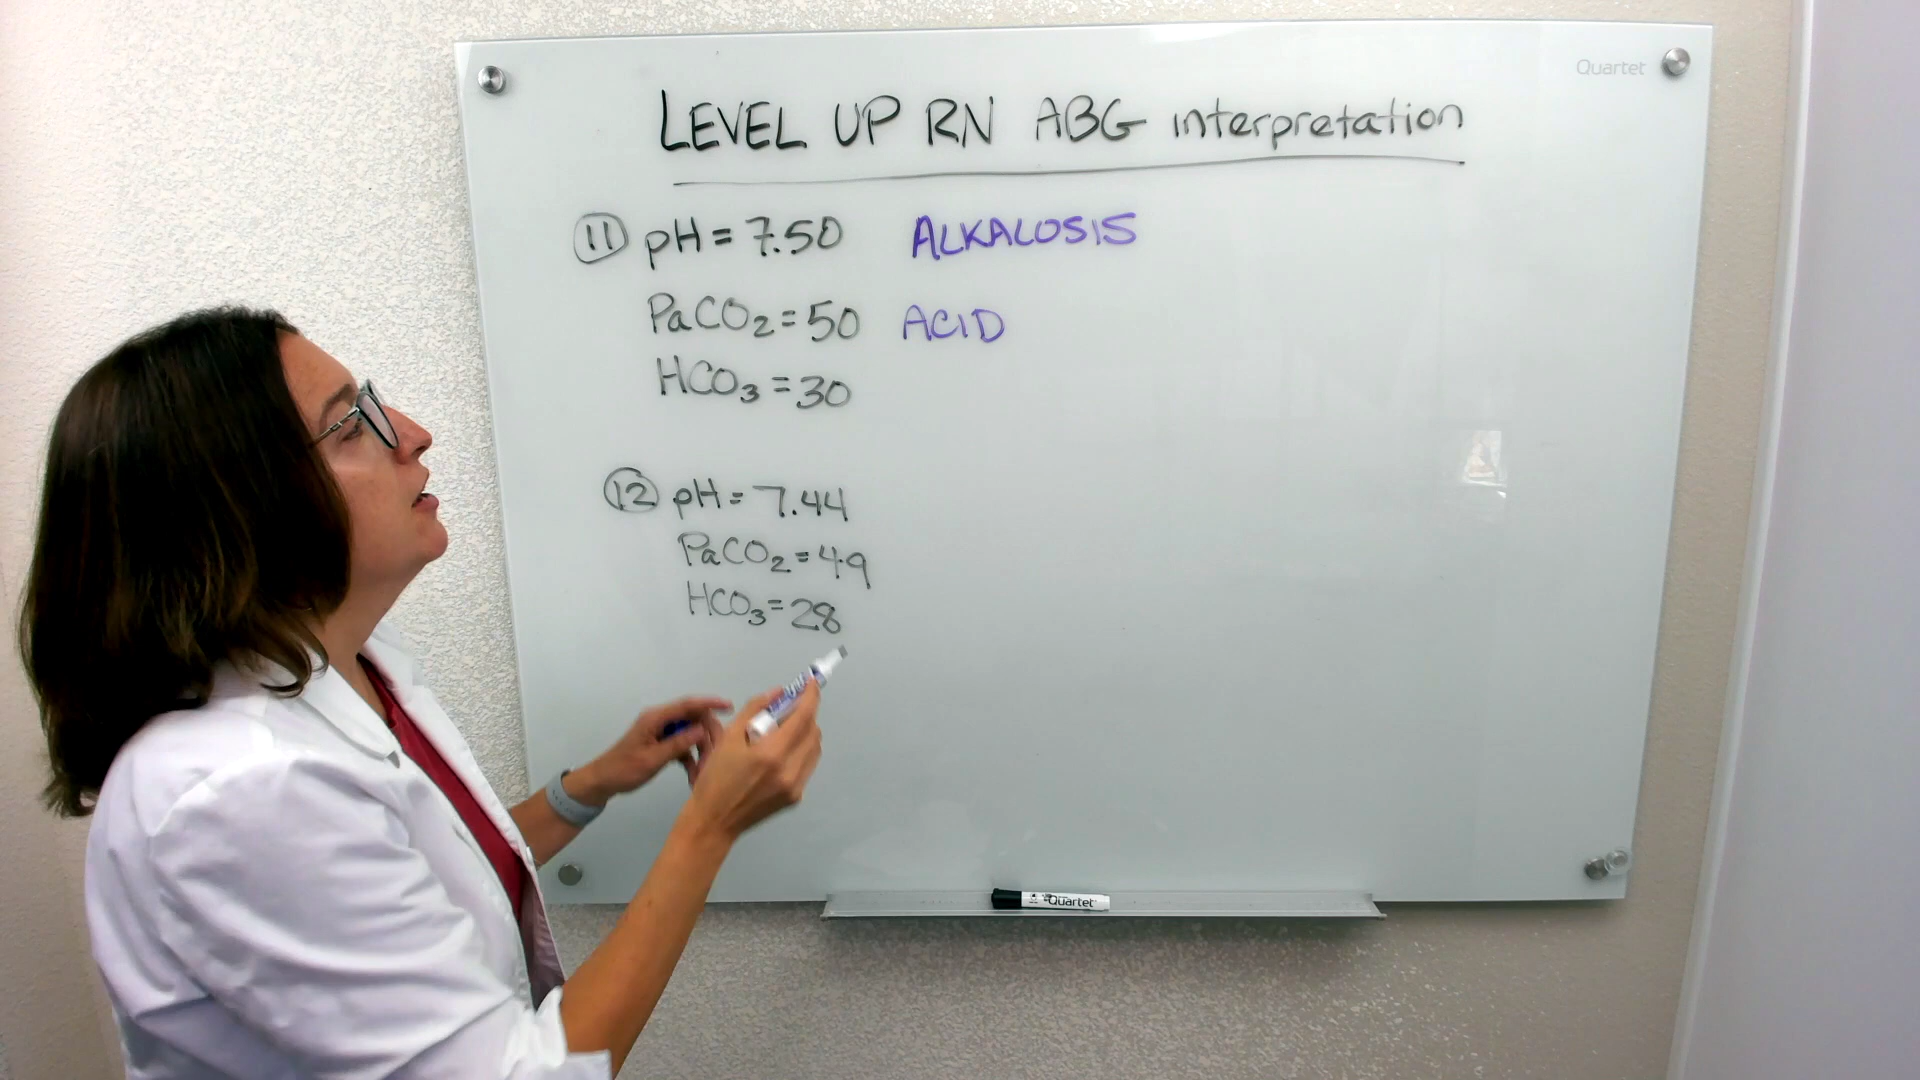 Quartet
LEVEL UP RN ABG interpretation
11 pH = 7.50 ALKALOSIS
PaCO₂ = 50 ACID
HCO₃ = 30
12 pH = 7.44
PaCO₂ = 49
HCO₃ = 28
Quartet